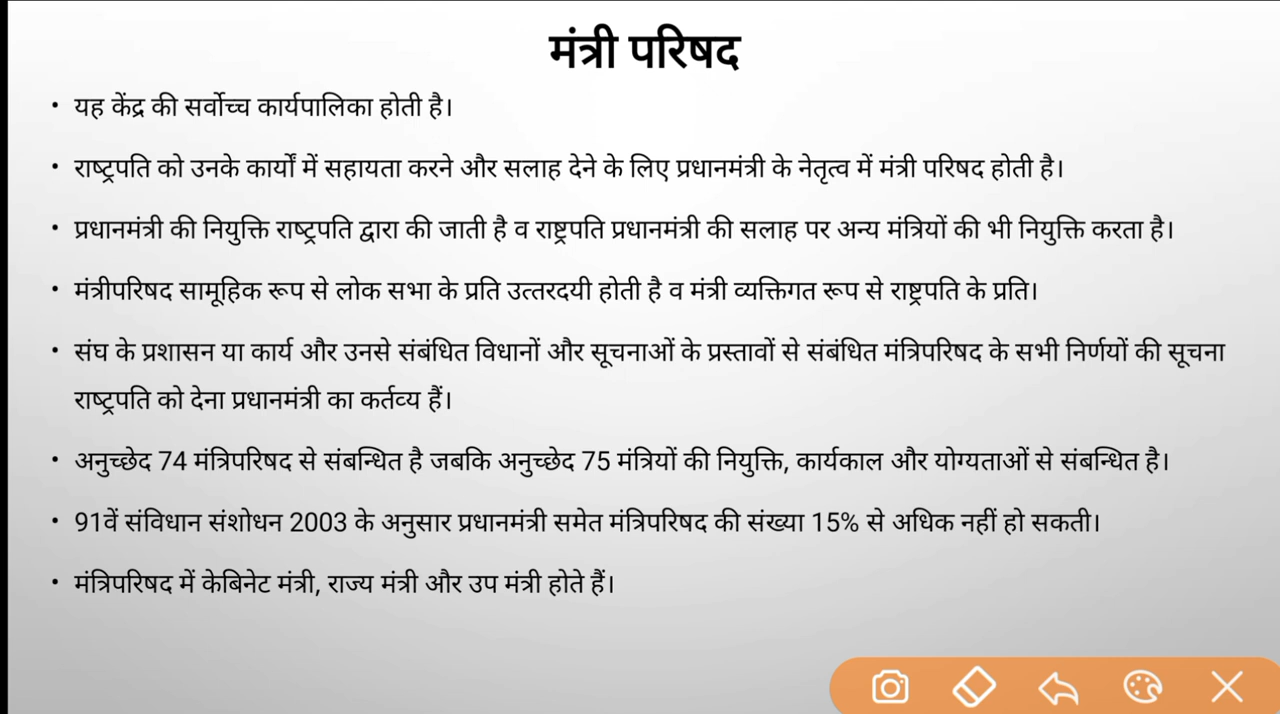 मंत्री परिषद
• यह केंद्र की सर्वोच्च कार्यपालिका होती है।
• राष्ट्रपति को उनके कार्यों में सहायता करने और सलाह देने के लिए प्रधानमंत्री के नेतृत्व में मंत्री परिषद होती है।
• प्रधानमंत्री की नियुक्ति राष्ट्रपति द्वारा की जाती है व राष्ट्रपति प्रधानमंत्री की सलाह पर अन्य मंत्रियों की भी नियुक्ति करता है।
• मंत्रीपरिषद सामूहिक रूप से लोक सभा के प्रति उत्तरदयी होती है व मंत्री व्यक्तिगत रूप से राष्ट्रपति के प्रति।
• संघ के प्रशासन या कार्य और उनसे संबंधित विधानों और सूचनाओं के प्रस्तावों से संबंधित मंत्रिपरिषद के सभी निर्णयों की सूचना
राष्ट्रपति को देना प्रधानमंत्री का कर्तव्य हैं।
• अनुच्छेद 74 मंत्रिपरिषद से संबन्धित है जबकि अनुच्छेद 75 मंत्रियों की नियुक्ति, कार्यकाल और योग्यताओं से संबन्धित है।
• 91वें संविधान संशोधन 2003 के अनुसार प्रधानमंत्री समेत मंत्रिपरिषद की संख्या 15% से अधिक नहीं हो सकती।
• मंत्रिपरिषद में केबिनेट मंत्री, राज्य मंत्री और उप मंत्री होते हैं।